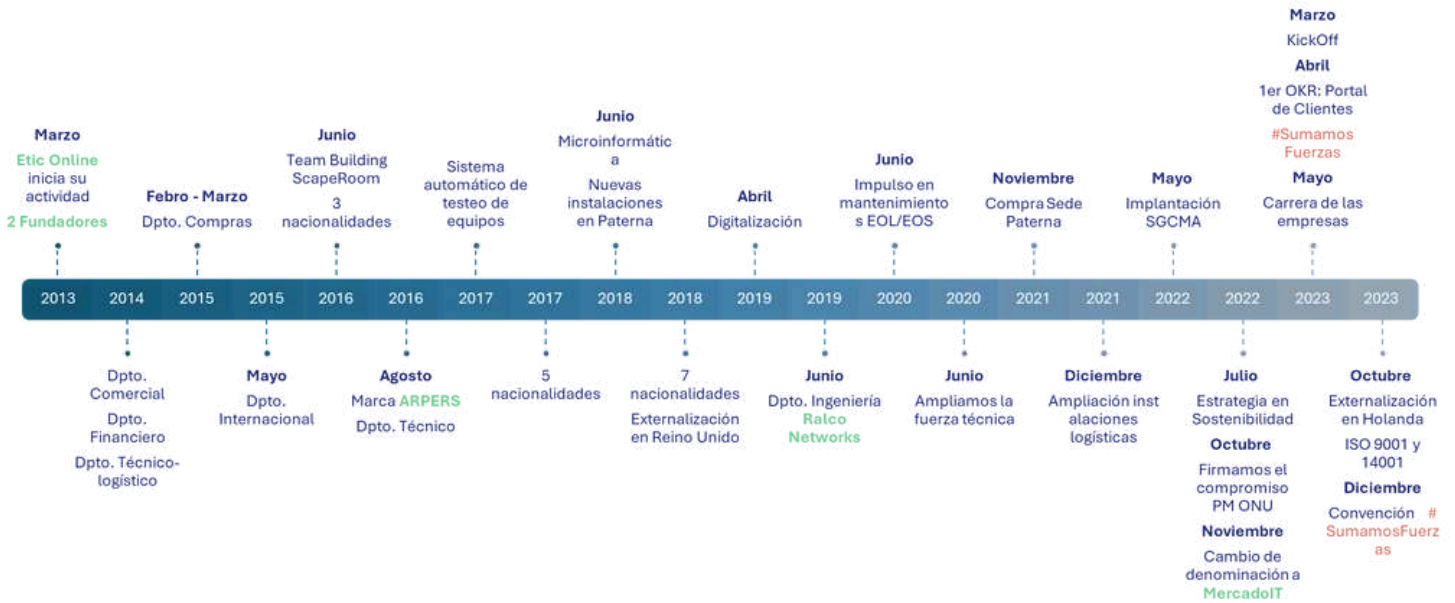 Marzo
Etic Online
inicia su
actividad
2 Fundadores
Febro - Marzo
Dpto. Compras
Junio
Team Building
ScapeRoom
3
nacionalidades
Sistema
automático de
testeo de
equipos
Junio
Microinformátic
a
Nuevas
instalaciones
en Paterna
Abril
Digitalización
Junio
Impulso en
mantenimiento
s EOL/EOS
Noviembre
Compra Sede
Paterna
Mayo
Implantación
SGCMA
Marzo
KickOff
Abril
1er OKR: Portal
de Clientes
#Sumamos
Fuerzas
Mayo
Carrera de las
empresas
2013 2014 2015 2015 2016 2016 2017 2017 2018 2018 2019 2019 2020 2020 2021 2021 2022 2022 2023 2023
Dpto.
Comercial
Dpto.
Financiero
Dpto. Técnico-
logístico
Mayo
Dpto.
Internacional
Agosto
Marca ARPERS
Dpto. Técnico
5
nacionalidades
7
nacionalidades
Externalización
en Reino Unido
Junio
Dpto. Ingeniería
Ralco
Networks
Junio
Ampliamos la
fuerza técnica
Diciembre
Ampliación inst
alaciones
logísticas
Julio
Estrategia en
Sostenibilidad
Octubre
Firmamos el
compromiso
PM ONU
Noviembre
Cambio de
denominación a
MercadoIT
Octubre
Externalización
en Holanda
ISO 9001 y
14001
Diciembre
Convención #
SumamosFuerz
as